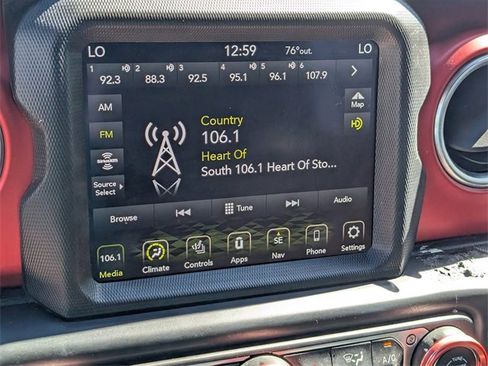 LO 12:59 76°out. LO
1 2 3 4 5 6
92.3 88.3 92.5 95.1 96.1 107.9
AM
Map
Country
FM
106.1
Heart Of
SiriusXM
South 106.1 Heart Of Sto...
Source
Select
Browse Tune Audio
106.1 SE
Media Climate Controls Apps Nav Phone Settings
TUNE
A/C